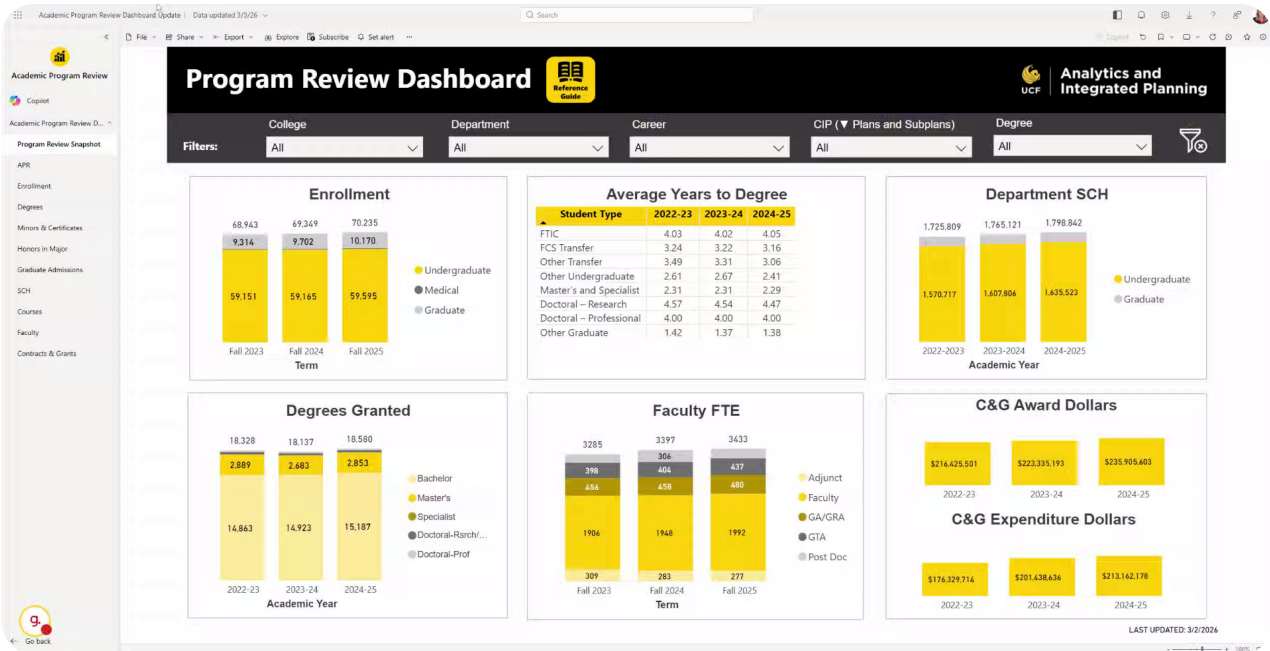 Academic Program Review Dashboard Update | Data updated 3/3/26
Search
File Share Export Explore Subscribe Set alert ...
Copilot
Academic Program Review
Copilot
Academic Program Review D...
Program Review Snapshot
APR
Enrollment
Degrees
Minors & Certificates
Honors in Major
Graduate Admissions
SCH
Courses
Faculty
Contracts & Grants
g.
Go back
Program Review Dashboard
Reference
Guide
UCF
Analytics and
Integrated Planning
Filters:
College
All
Department
All
Career
All
CIP (▼ Plans and Subplans)
All
Degree
All
Enrollment
68,943 69,349 70,235
9,314 9,702 10,170
59,151 59,165 59,595
Fall 2023 Fall 2024 Fall 2025
Term
Undergraduate
Medical
Graduate
Average Years to Degree
Student Type 2022-23 2023-24 2024-25
FTIC 4.03 4.02 4.05
FCS Transfer 3.24 3.22 3.16
Other Transfer 3.49 3.31 3.06
Other Undergraduate 2.61 2.67 2.41
Master's and Specialist 2.31 2.31 2.29
Doctoral – Research 4.57 4.54 4.47
Doctoral – Professional 4.00 4.00 4.00
Other Graduate 1.42 1.37 1.38
Department SCH
1,725,809 1,765,121 1,798,842
1,570,717 1,607,806 1,635,523
2022-2023 2023-2024 2024-2025
Academic Year
Undergraduate
Graduate
Degrees Granted
18,328 18,137 18,580
2,889 2,683 2,853
14,863 14,923 15,187
2022-23 2023-24 2024-25
Academic Year
Bachelor
Master's
Specialist
Doctoral-Rsrch/...
Doctoral-Prof
Faculty FTE
3285 3397 3433
306
398 404 437
456 458 480
1906 1948 1992
309 283 277
Fall 2023 Fall 2024 Fall 2025
Term
Adjunct
Faculty
GA/GRA
GTA
Post Doc
C&G Award Dollars
$216,425,501 $223,335,193 $235,905,603
2022-23 2023-24 2024-25
C&G Expenditure Dollars
$176,329,714 $201,438,636 $213,162,178
2022-23 2023-24 2024-25
LAST UPDATED: 3/2/2026
100%